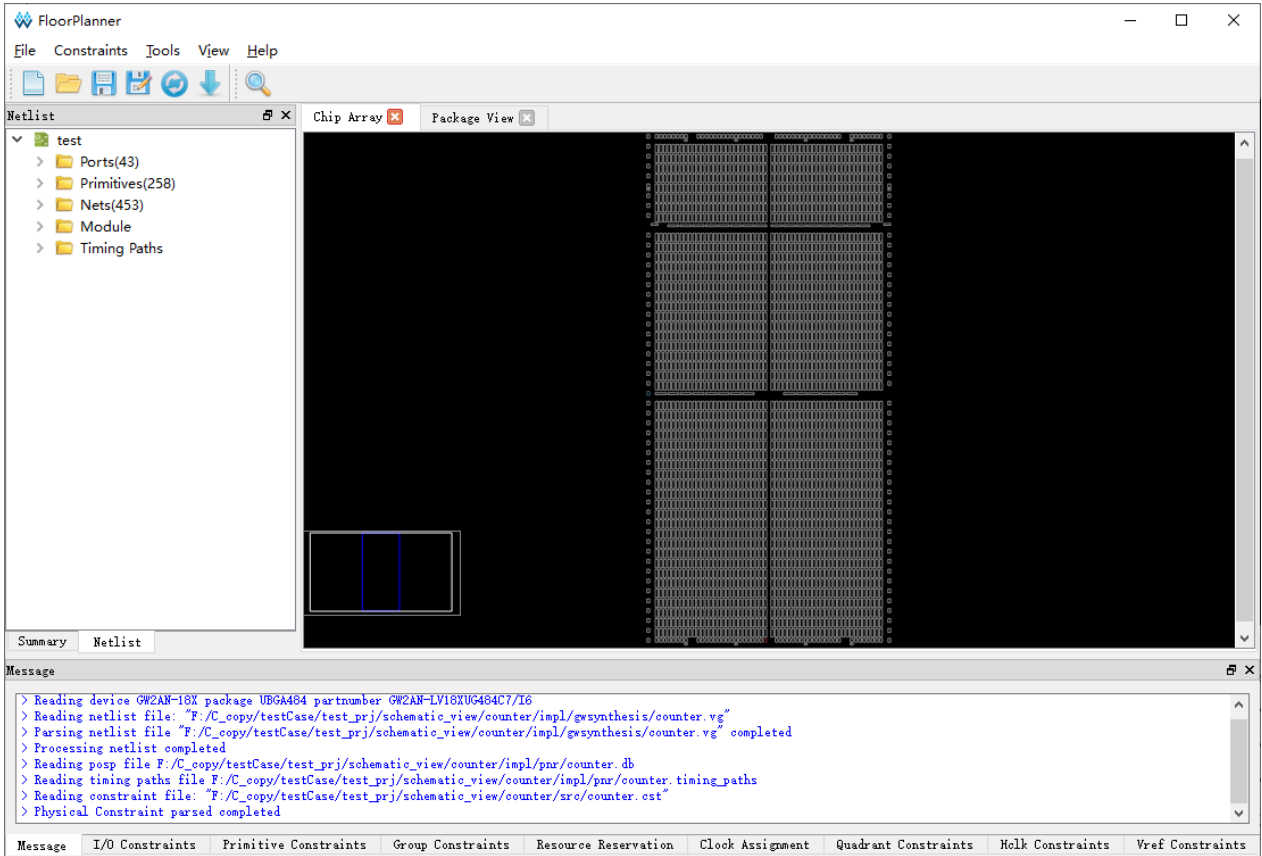 FloorPlanner
File Constraints Tools View Help
Netlist
Chip Array Package View
test
Ports(43)
Primitives(258)
Nets(453)
Module
Timing Paths
Summary Netlist
Message
> Reading device GW2AN-18X package UBGA484 partnumber GW2AN-LV18XUG484C7/I6
> Reading netlist file: "F:/C_copy/testCase/test_prj/schematic_view/counter/impl/gwsynthesis/counter.vg"
> Parsing netlist file "F:/C_copy/testCase/test_prj/schematic_view/counter/impl/gwsynthesis/counter.vg" completed
> Processing netlist completed
> Reading posp file F:/C_copy/testCase/test_prj/schematic_view/counter/impl/pnr/counter.db
> Reading timing paths file F:/C_copy/testCase/test_prj/schematic_view/counter/impl/pnr/counter.timing_paths
> Reading constraint file: "F:/C_copy/testCase/test_prj/schematic_view/counter/src/counter.cst"
> Physical Constraint parsed completed
Message I/O Constraints Primitive Constraints Group Constraints Resource Reservation Clock Assignment Quadrant Constraints Hclk Constraints Vref Constraints